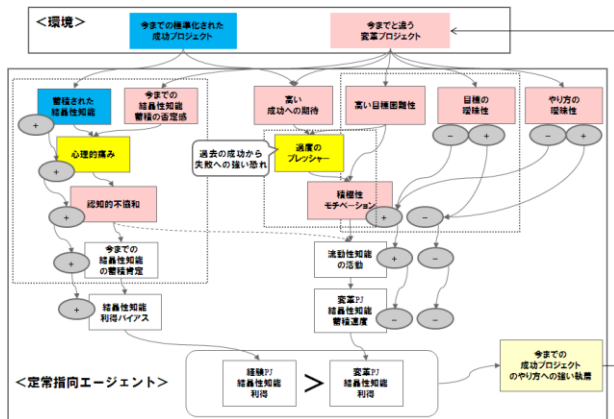 <環境>
今までの標準化された
成功プロジェクト
今までと違う
変革プロジェクト
蓄積された
結晶性知能
今までの
結晶性知能
蓄積の否定感
高い
成功への期待
高い目標困難性
目標の
曖昧性
やり方の
曖昧性
+
心理的痛み
過去の成功から
失敗への強い恐れ
過度の
プレッシャー
−
+
−
+
+
認知的不協和
積極性
モチベーション
+
+
−
今までの
結晶性知能
の蓄積肯定
流動性知能
の活動
+
+
−
結晶性知能
利得バイアス
変革PJ
結晶性知能
蓄積速度
+
−
−
<定常指向エージェント>
経験PJ
結晶性知能
利得
>
変革PJ
結晶性知能
利得
今までの
成功プロジェクト
のやり方への強い執着